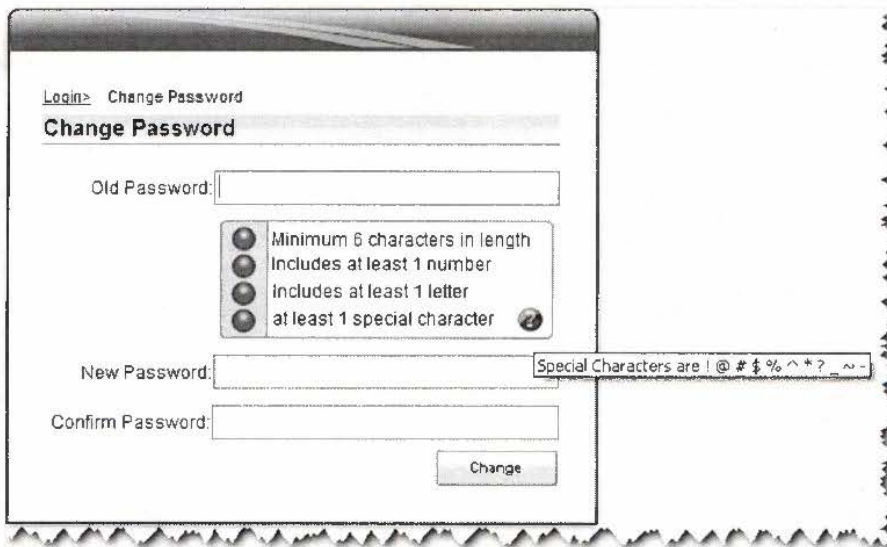 Login> Change Password
Change Password
Old Password:
Minimum 6 characters in length
Includes at least 1 number
Includes at least 1 letter
at least 1 special character
New Password:
Special Characters are ! @ # $ % ^ * ? _ ~ -
Confirm Password:
Change